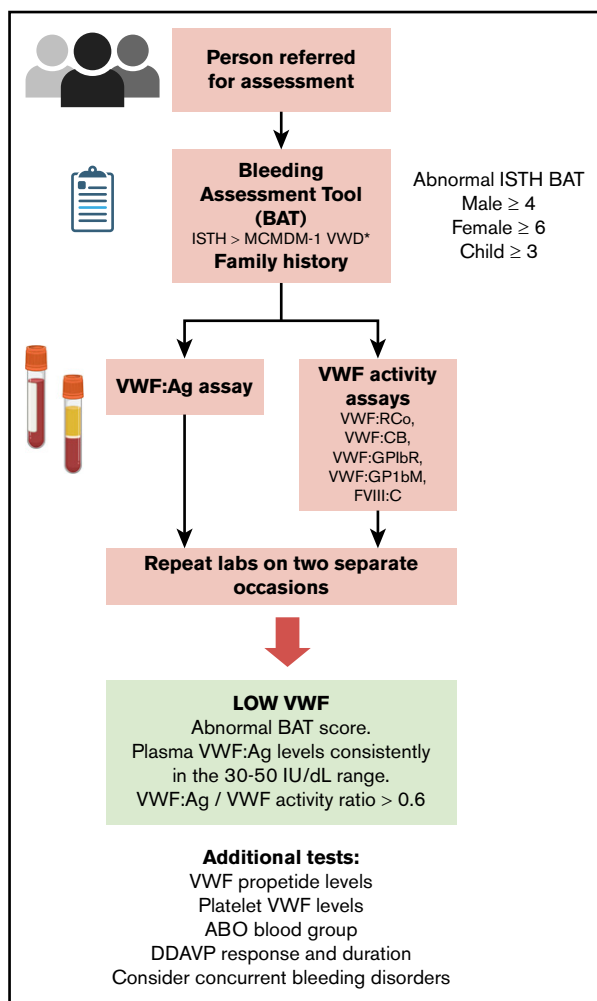 Person referred
for assessment
Bleeding
Assessment Tool
(BAT)
ISTH > MCMDM-1 VWD*
Family history
Abnormal ISTH BAT
Male ≥ 4
Female ≥ 6
Child ≥ 3
VWF:Ag assay
VWF activity
assays
VWF:RCo,
VWF:CB,
VWF:GPIbR,
VWF:GP1bM,
FVIII:C
Repeat labs on two separate
occasions
LOW VWF
Abnormal BAT score.
Plasma VWF:Ag levels consistently
in the 30-50 IU/dL range.
VWF:Ag / VWF activity ratio > 0.6
Additional tests:
VWF propetide levels
Platelet VWF levels
ABO blood group
DDAVP response and duration
Consider concurrent bleeding disorders